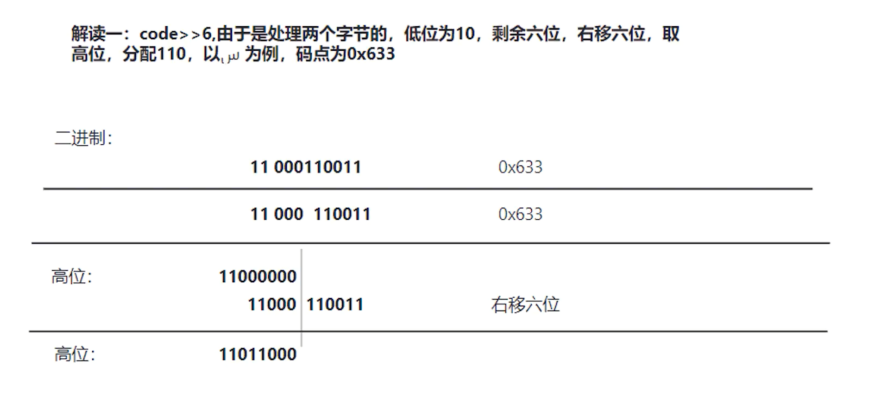 解读一：code>>6,由于是处理两个字节的，低位为10，剩余六位，右移六位，取
高位，分配110，以س 为例，码点为0x633
二进制：
11 000110011 0x633
11 000 110011 0x633
高位： 11000000
11000 110011 右移六位
高位： 11011000